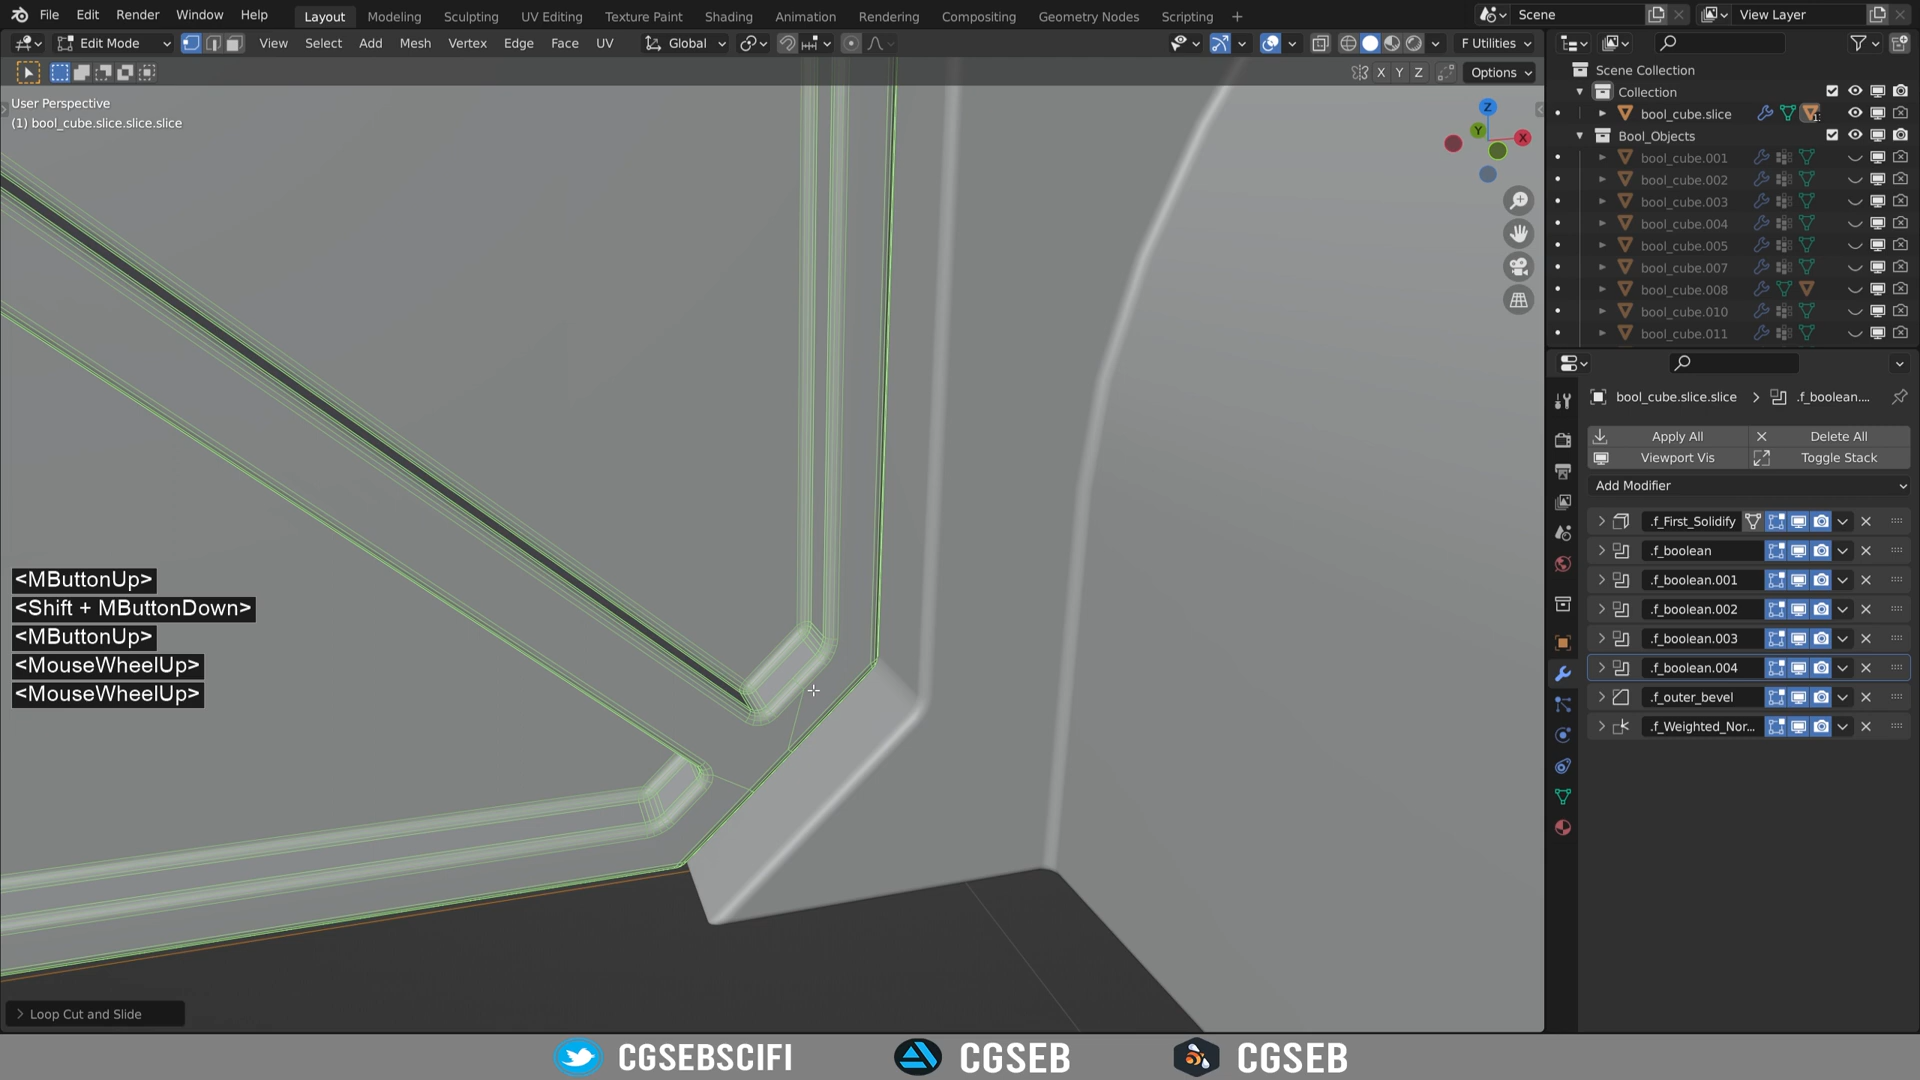 File Edit Render Window Help Layout Modeling Sculpting UV Editing Texture Paint Shading Animation Rendering Compositing Geometry Nodes Scripting + Scene View Layer
Edit Mode View Select Add Mesh Vertex Edge Face UV Global F Utilities
X Y Z Options
User Perspective
(1) bool_cube.slice.slice.slice
Z
Y
X
Scene Collection
Collection
bool_cube.slice
Bool_Objects
bool_cube.001
bool_cube.002
bool_cube.003
bool_cube.004
bool_cube.005
bool_cube.007
bool_cube.008
bool_cube.010
bool_cube.011
bool_cube.slice.slice > .f_boolean....
Apply All Delete All
Viewport Vis Toggle Stack
Add Modifier
.f_First_Solidify
.f_boolean
.f_boolean.001
.f_boolean.002
.f_boolean.003
.f_boolean.004
.f_outer_bevel
.f_Weighted_Nor...
<MButtonUp>
<Shift + MButtonDown>
<MButtonUp>
<MouseWheelUp>
<MouseWheelUp>
Loop Cut and Slide
CGSEBSCIFI CGSEB CGSEB